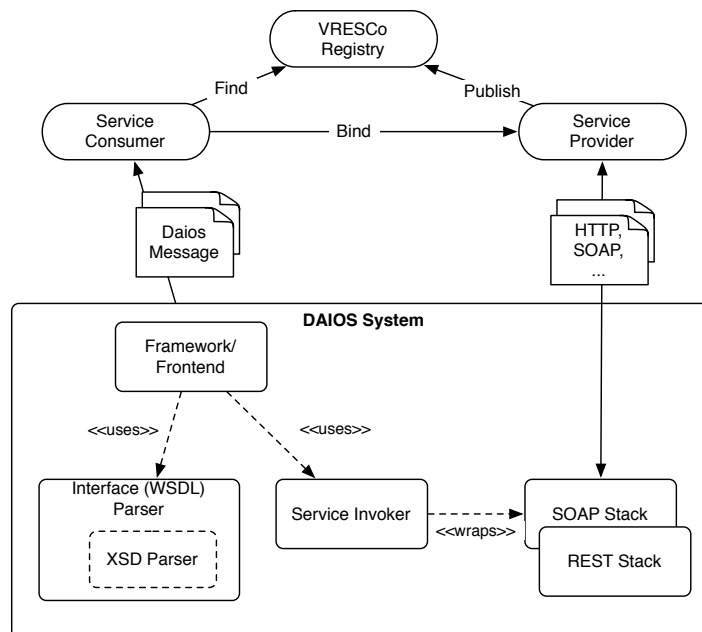 VRESCo
Registry
Find
Publish
Service
Consumer
Bind
Service
Provider
Daios
Message
HTTP,
SOAP,
...
DAIOS System
Framework/
Frontend
<<uses>>
<<uses>>
Interface (WSDL)
Parser
XSD Parser
Service Invoker
<<wraps>>
SOAP Stack
REST Stack